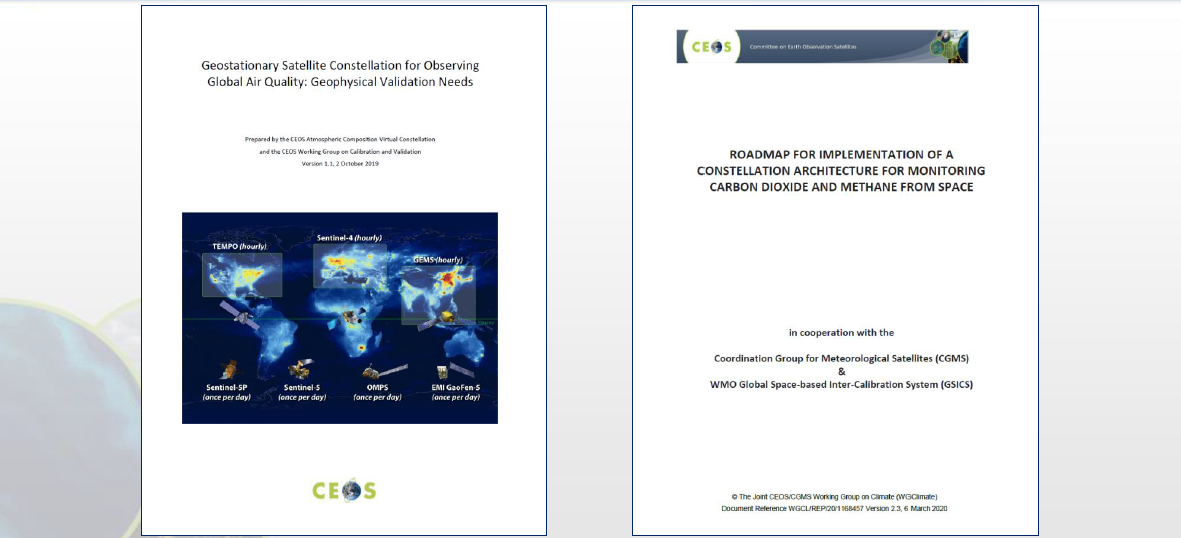 Geostationary Satellite Constellation for Observing
Global Air Quality: Geophysical Validation Needs
Prepared by the CEOS Atmospheric Composition Virtual Constellation
and the CEOS Working Group on Calibration and Validation
Version 1.1, 2 October 2019
Sentinel-4 (hourly)
TEMPO (hourly)
GEMS (hourly)
Sentinel-5P
(once per day)
Sentinel-5
(once per day)
OMPS
(once per day)
EMI GaoFen-5
(once per day)
CEOS
CEOS
Committee on Earth Observation Satellites
ROADMAP FOR IMPLEMENTATION OF A
CONSTELLATION ARCHITECTURE FOR MONITORING
CARBON DIOXIDE AND METHANE FROM SPACE
in cooperation with the
Coordination Group for Meteorological Satellites (CGMS)
&
WMO Global Space-based Inter-Calibration System (GSICS)
© The Joint CEOS/CGMS Working Group on Climate (WGClimate)
Document Reference WGCL/REP/20/1168457 Version 2.3, 6 March 2020